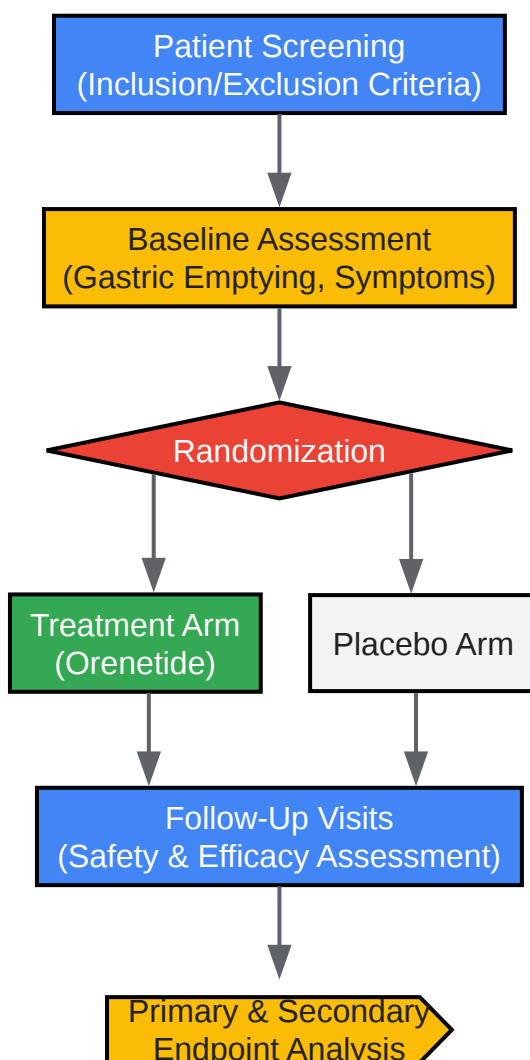 Patient Screening
(Inclusion/Exclusion Criteria)
Baseline Assessment
(Gastric Emptying, Symptoms)
Randomization
Treatment Arm
(Orenetide)
Placebo Arm
Follow-Up Visits
(Safety & Efficacy Assessment)
Primary & Secondary
Endpoint Analysis